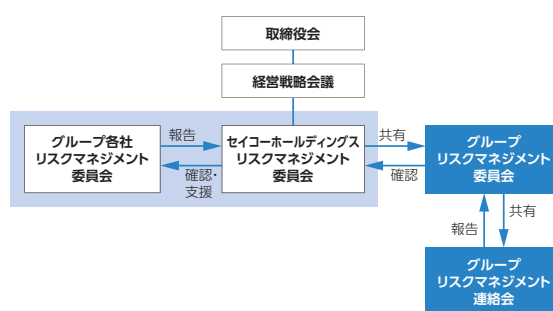 取締役会
経営戦略会議
グループ各社
リスクマネジメント
委員会
報告
確認・
支援
セイコーホールディングス
リスクマネジメント
委員会
共有
確認
グループ
リスクマネジメント
委員会
報告
共有
グループ
リスクマネジメント
連絡会